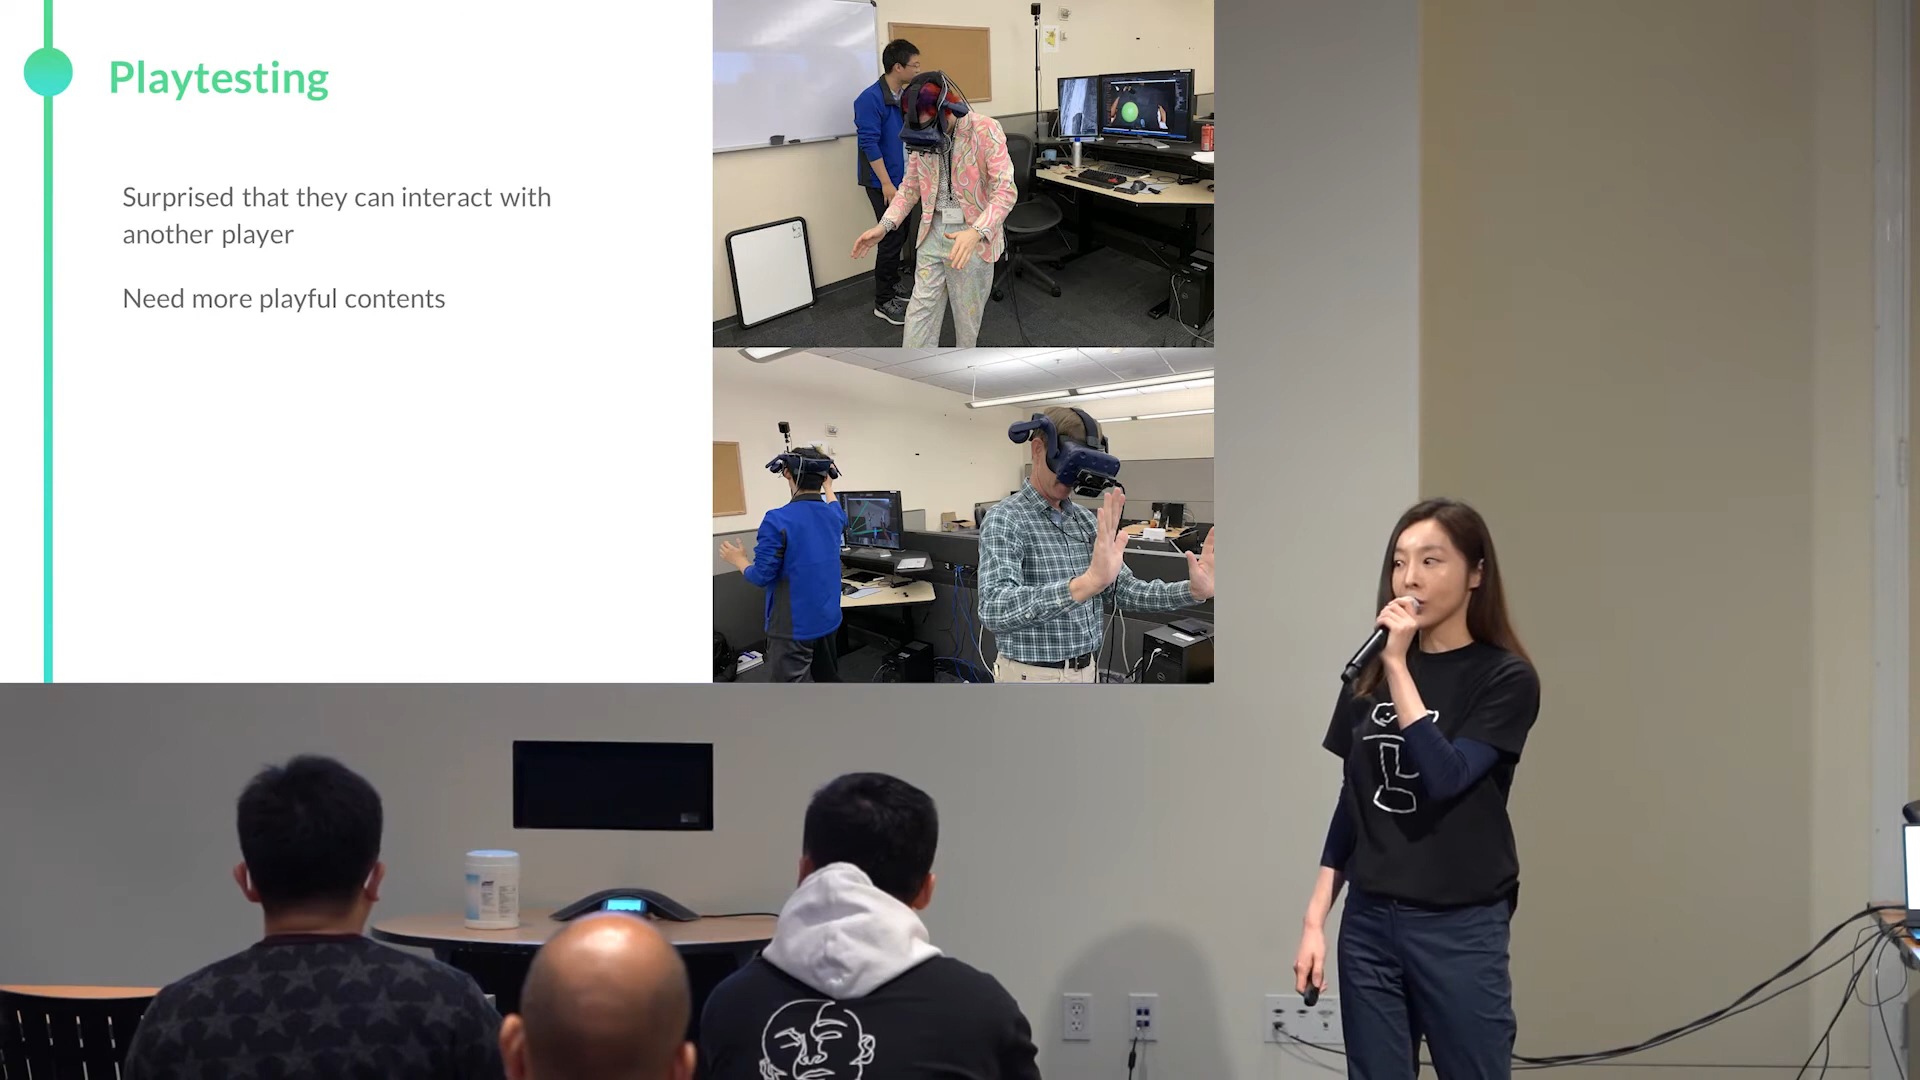 Playtesting
Surprised that they can interact with
another player
Need more playful contents